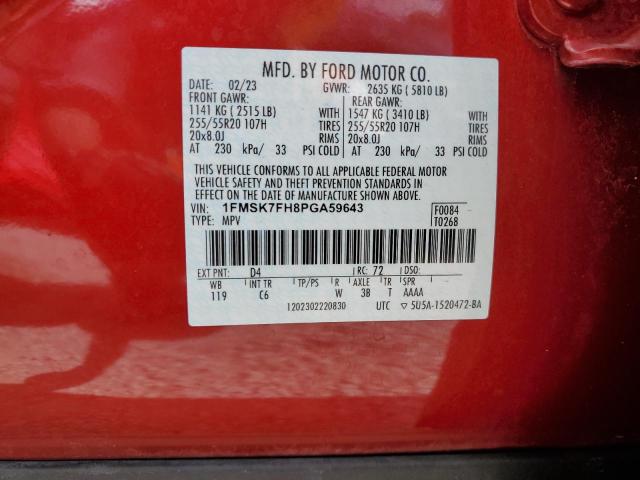 MFD. BY FORD MOTOR CO.
DATE: 02/23 GVWR: 2635 KG ( 5810 LB)
FRONT GAWR: REAR GAWR:
1141 KG ( 2515 LB) 1547 KG ( 3410 LB)
255/55R20 107H TIRES 255/55R20 107H TIRES
20x8.0J RIMS 20x8.0J RIMS
AT 230 kPa/ 33 PSI COLD AT 230 kPa/ 33 PSI COLD
THIS VEHICLE CONFORMS TO ALL APPLICABLE FEDERAL MOTOR
VEHICLE SAFETY AND THEFT PREVENTION STANDARDS IN
EFFECT ON THE DATE OF MANUFACTURE SHOWN ABOVE.
VIN: 1FMSK7FH8PGA59643 F0084
TYPE: MPV T0268
EXT PNT: D4 RC: 72 DSO:
WB INT TR TP/PS R AXLE TR SPR
119 C6 W 3B T AAAA
1202302220830 UTC ▽ 5U5A-1520472-BA